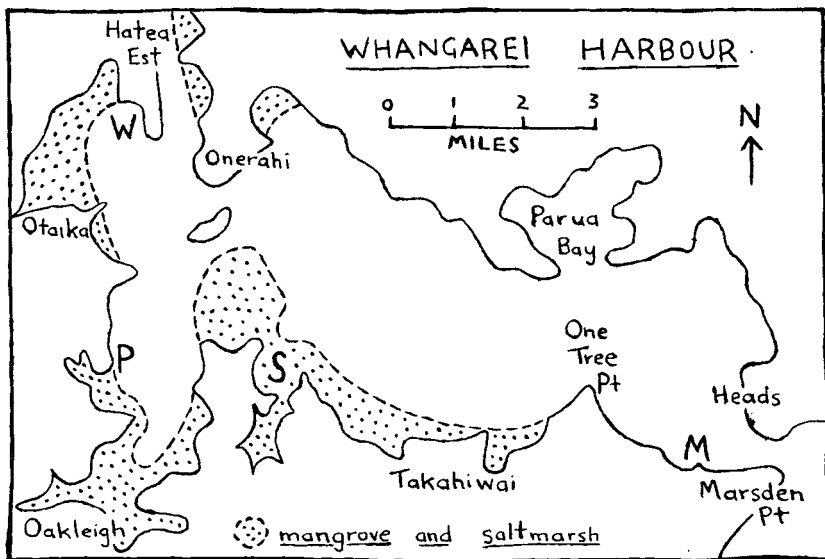 Hatea
Est
WHANGAREI HARBOUR
0 1 2 3
MILES
N
W
Onerahi
Parua
Bay
Otaika
One
Tree
Pt
P
S
Heads
M
Takahiwai
Marsden
Pt
Oakleigh
mangrove and saltmarsh